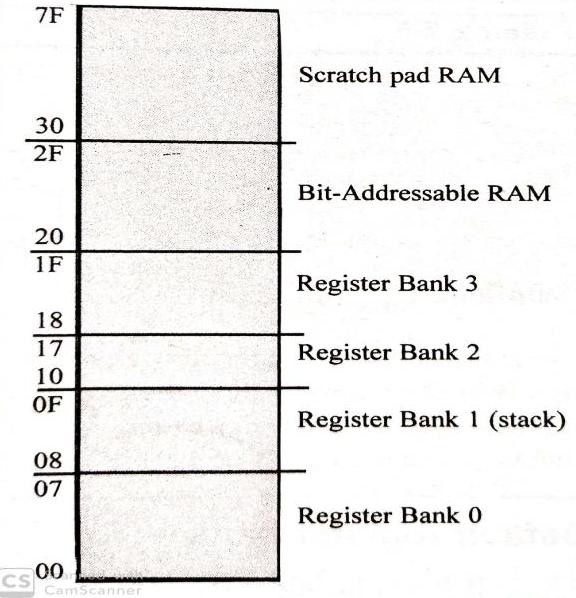 7F
Scratch pad RAM
30
2F
Bit-Addressable RAM
20
1F
Register Bank 3
18
17
Register Bank 2
10
0F
Register Bank 1 (stack)
08
07
Register Bank 0
00
CS
CamScanner